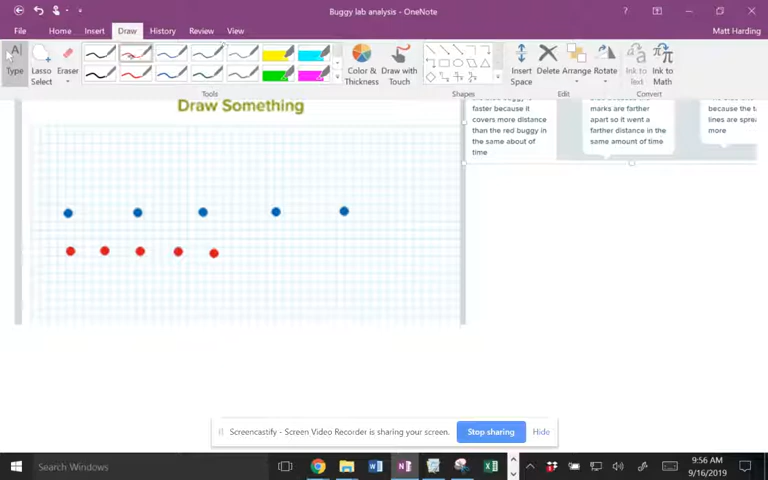 Buggy lab analysis - OneNote
Matt Harding
File Home Insert Draw History Review View
Type
Lasso Select
Eraser
Color & Thickness
Draw with Touch
Insert Space
Delete
Arrange
Rotate
Ink to Text
Ink to Math
Tools
Shapes
Edit
Convert
Draw Something
faster because it
covers more distance
than the red buggy in
the same about of
time
marks are farther
apart so it went a
farther distance in the
same amount of time
because the
lines are
more
Screencastify - Screen Video Recorder is sharing your screen.
Stop sharing
Hide
Search Windows
9:56 AM
9/16/2019